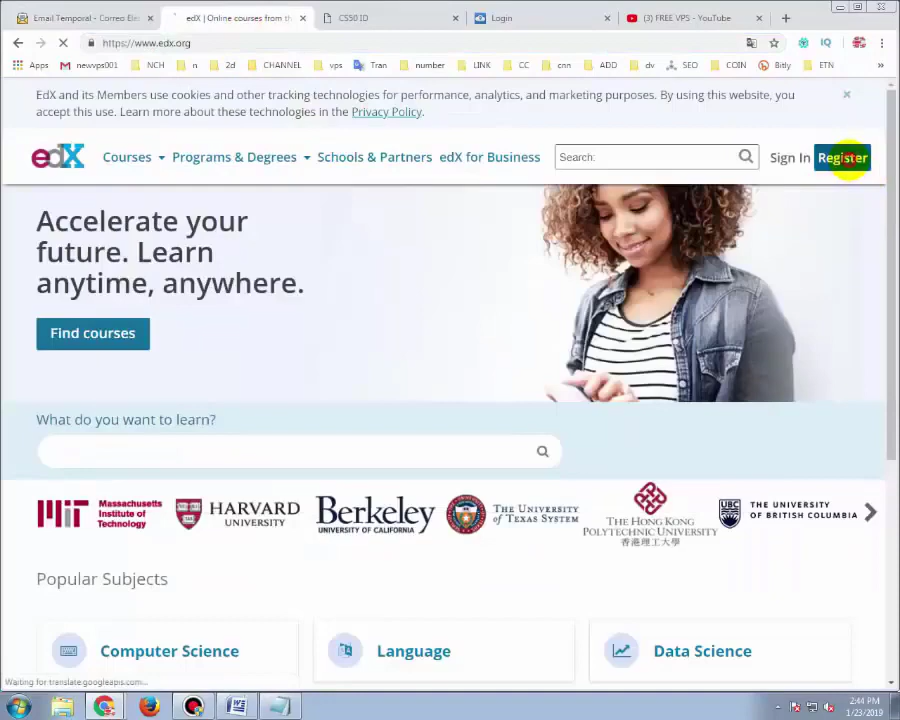 Email Temporal - Correo Ele
edX | Online courses from th
CS50 ID
Login
(3) FREE VPS - YouTube
https://www.edx.org
Apps
newvps001
NCH
n
2d
CHANNEL
vps
Tran
number
LINK
CC
cnn
ADD
dv
SEO
COIN
Bitly
ETN
»
EdX and its Members use cookies and other tracking technologies for performance, analytics, and marketing purposes. By using this website, you
accept this use. Learn more about these technologies in the Privacy Policy.
edX
Courses
Programs & Degrees
Schools & Partners
edX for Business
Search:
Sign In
Register
Accelerate your
future. Learn
anytime, anywhere.
Find courses
What do you want to learn?
MIT Massachusetts
Institute of
Technology
HARVARD
UNIVERSITY
Berkeley
UNIVERSITY OF CALIFORNIA
THE UNIVERSITY
of TEXAS SYSTEM
THE HONG KONG
POLYTECHNIC UNIVERSITY
香港理工大學
UBC
THE UNIVERSITY
OF BRITISH COLUMBIA
Popular Subjects
Computer Science
Language
Data Science
Waiting for translate.googleapis.com...
2:44 PM
1/23/2019